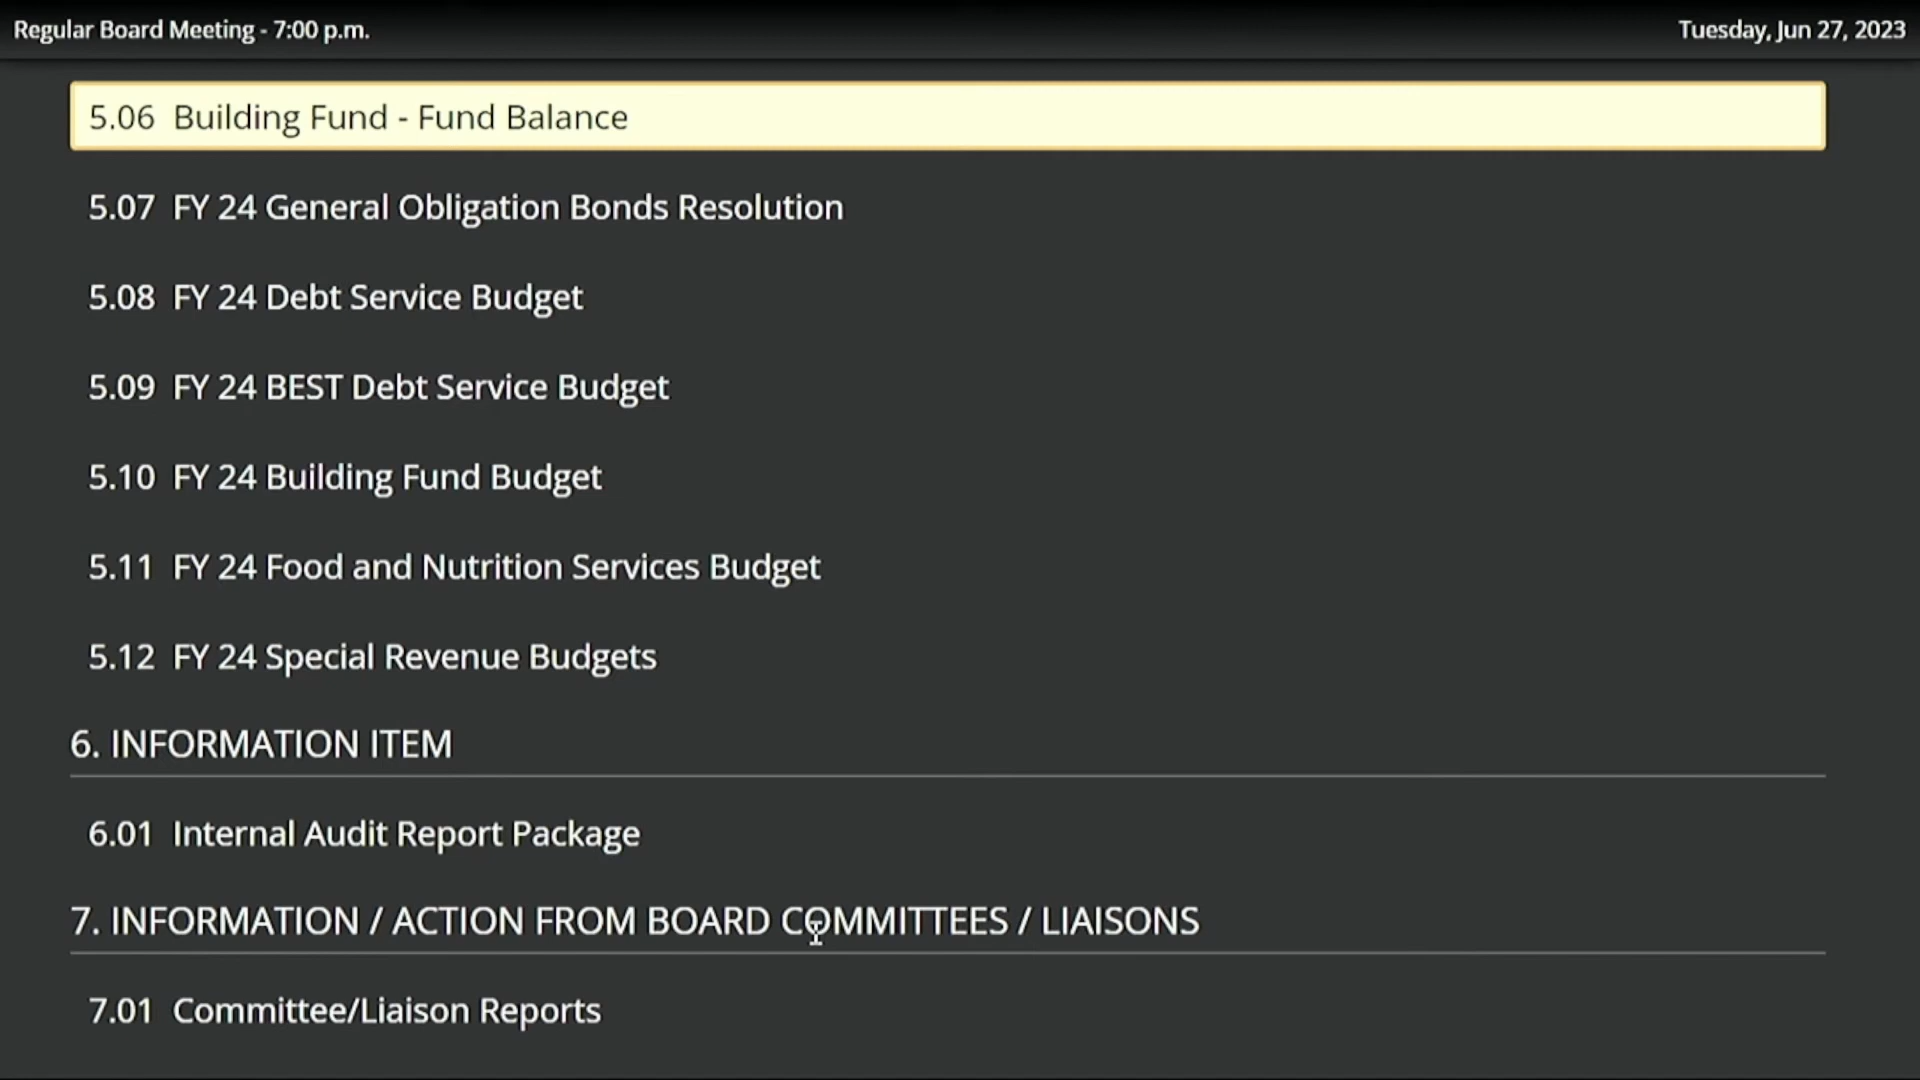 Regular Board Meeting - 7:00 p.m.
Tuesday, Jun 27, 2023
5.06 Building Fund - Fund Balance
5.07 FY 24 General Obligation Bonds Resolution
5.08 FY 24 Debt Service Budget
5.09 FY 24 BEST Debt Service Budget
5.10 FY 24 Building Fund Budget
5.11 FY 24 Food and Nutrition Services Budget
5.12 FY 24 Special Revenue Budgets
6. INFORMATION ITEM
6.01 Internal Audit Report Package
7. INFORMATION / ACTION FROM BOARD COMMITTEES / LIAISONS
7.01 Committee/Liaison Reports